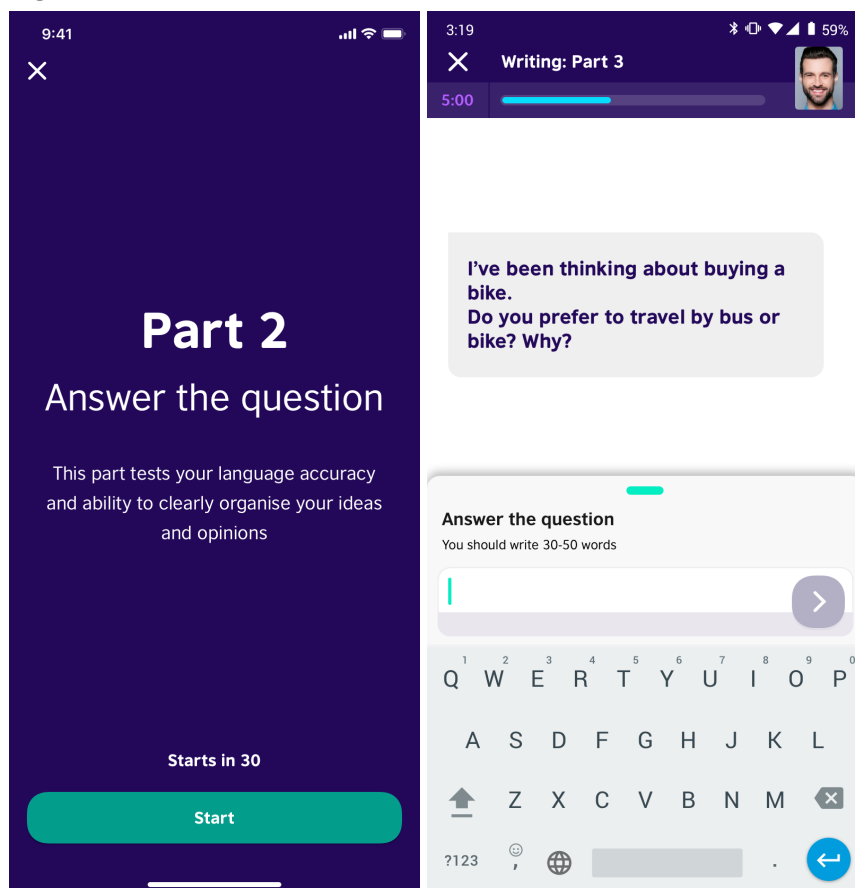 9:41
Part 2
Answer the question
This part tests your language accuracy
and ability to clearly organise your ideas
and opinions
Starts in 30
Start
3:19
59%
Writing: Part 3
5:00
I've been thinking about buying a
bike.
Do you prefer to travel by bus or
bike? Why?
Answer the question
You should write 30-50 words
1 2 3 4 5 6 7 8 9 0
Q W E R T Y U I O P
A S D F G H J K L
Z X C V B N M
?123 , .